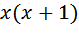 x(x + 1)